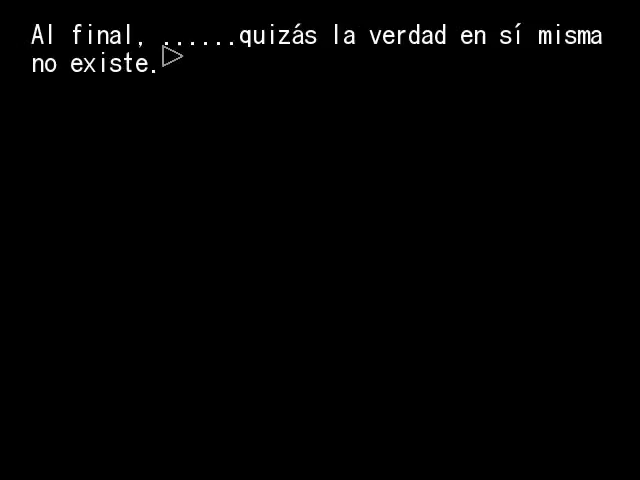 Al final, ......quizás la verdad en sí misma
no existe.